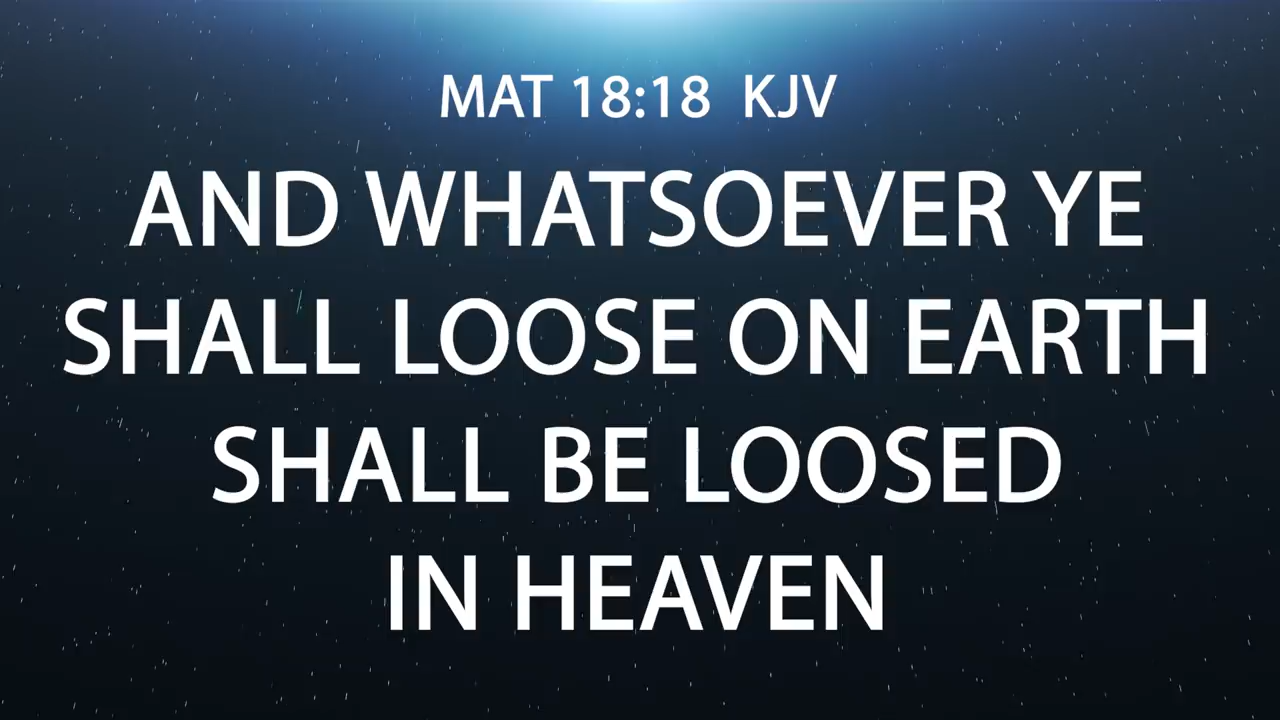 MAT 18:18 KJV
AND WHATSOEVER YE
SHALL LOOSE ON EARTH
SHALL BE LOOSED
IN HEAVEN